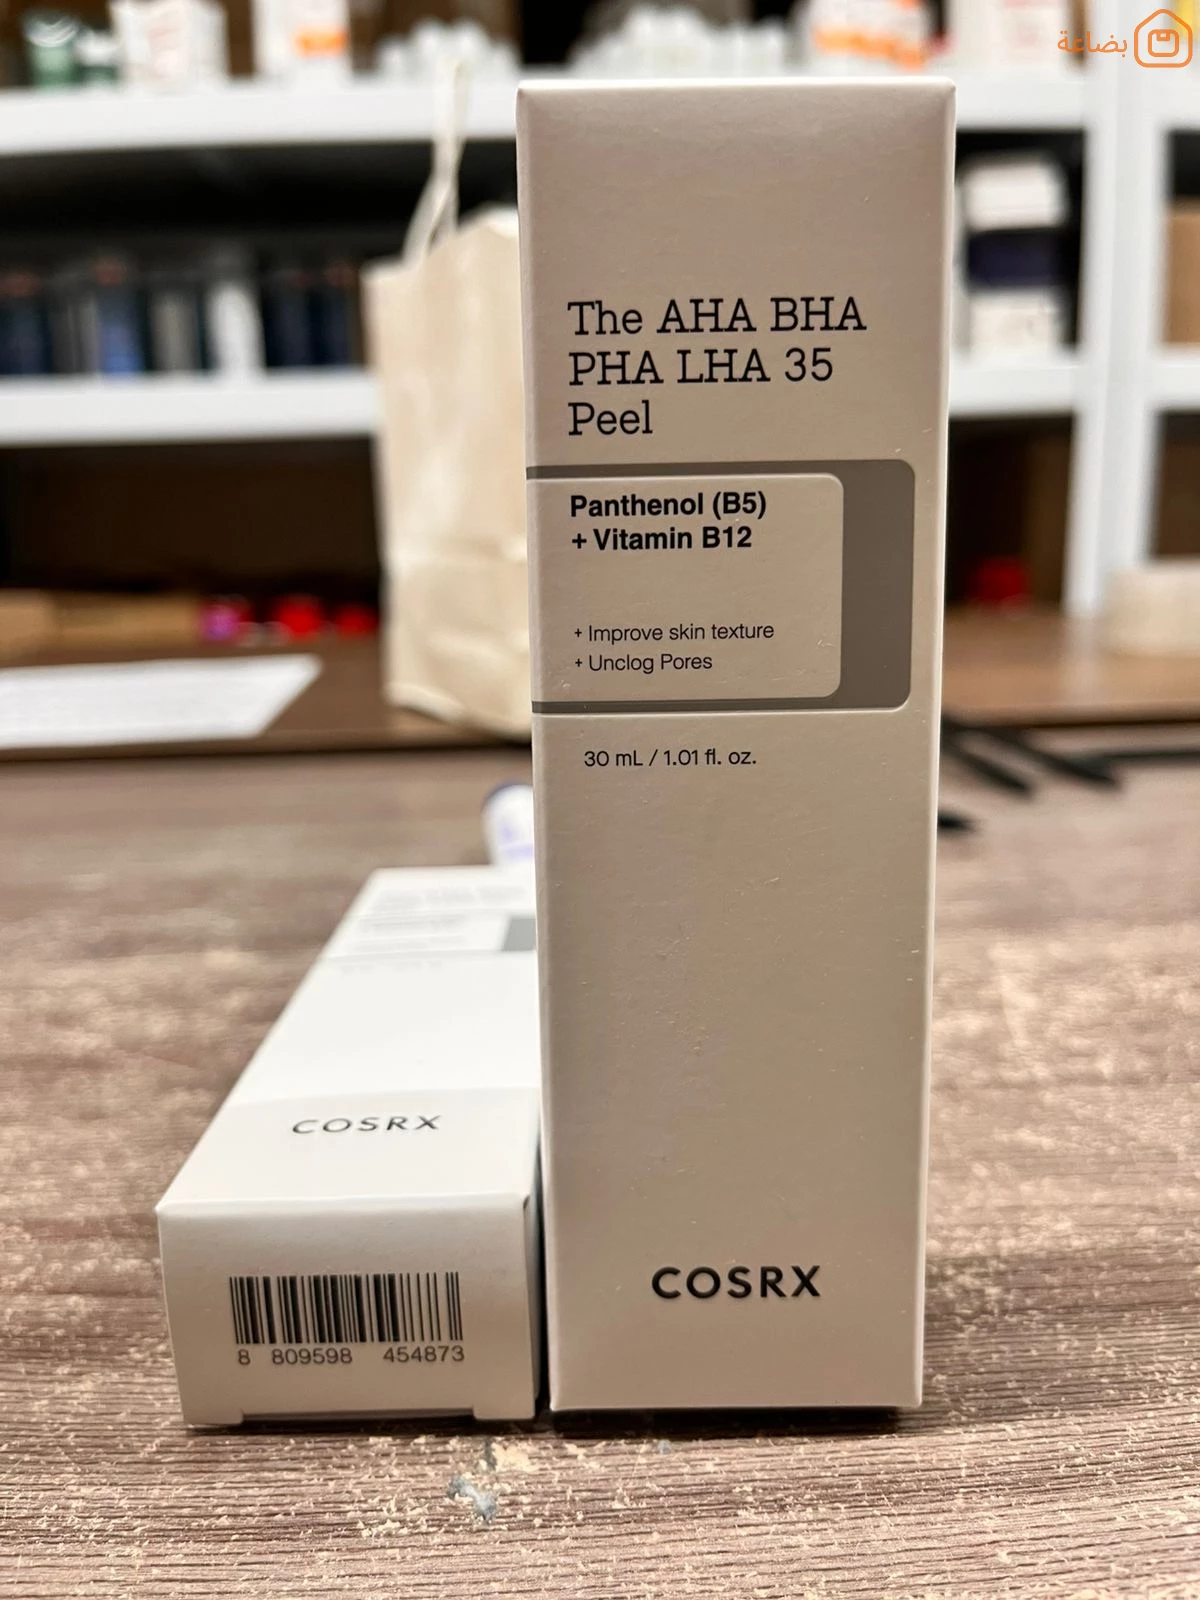 بضاعة
The AHA BHA
PHA LHA 35
Peel
Panthenol (B5)
+ Vitamin B12
+ Improve skin texture
+ Unclog Pores
30 mL / 1.01 fl. oz.
COSRX
COSRX
8 809598 454873